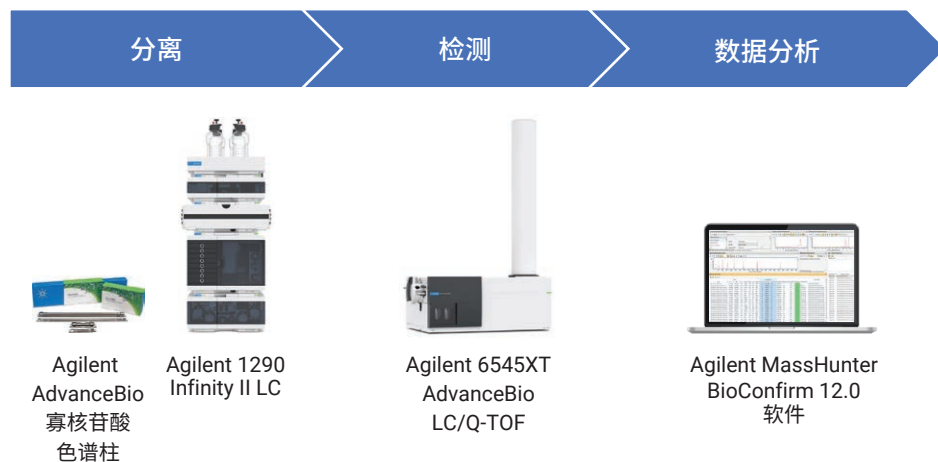 分离
检测
数据分析
Agilent
AdvanceBio
寡核苷酸
色谱柱
Agilent 1290
Infinity II LC
Agilent 6545XT
AdvanceBio
LC/Q-TOF
Agilent MassHunter
BioConfirm 12.0
软件